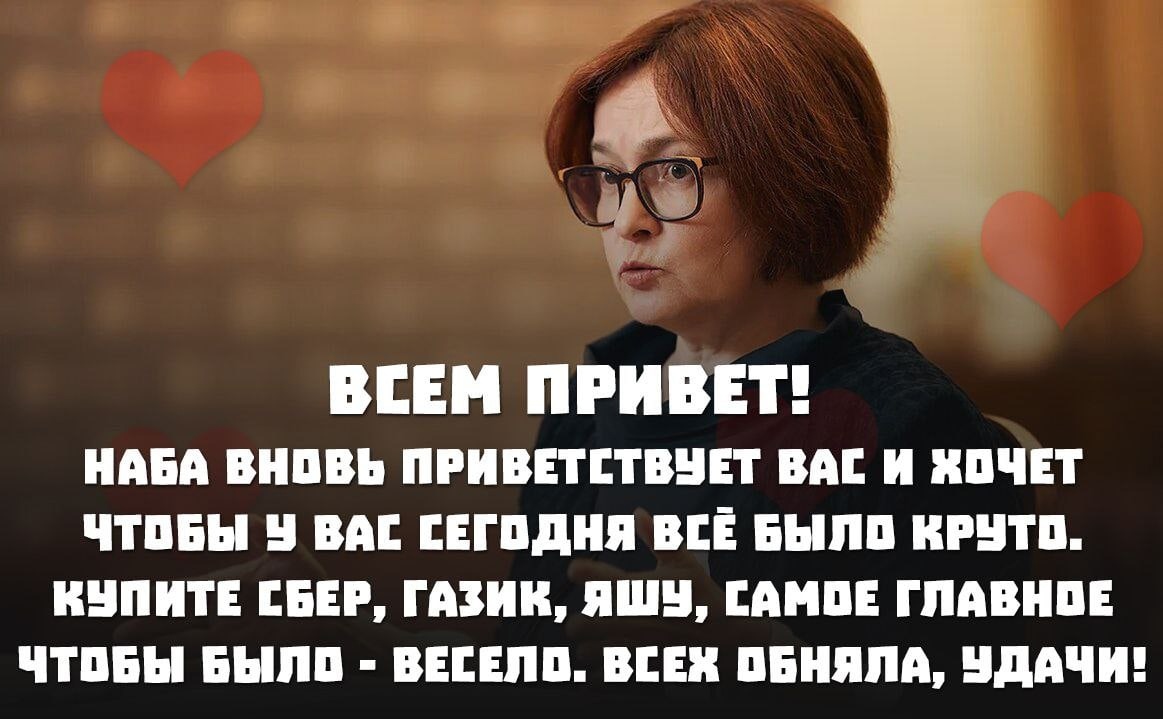 ВСЕМ ПРИВЕТ!
НАБА ВНОВЬ ПРИВЕТСТВУЕТ ВАС И ХОЧЕТ
ЧТОБЫ У ВАС СЕГОДНЯ ВСЁ БЫЛО КРУТО.
КУПИТЕ СБЕР, ГАЗИК, ЯШУ, САМОЕ ГЛАВНОЕ
ЧТОБЫ БЫЛО - ВЕСЕЛО. ВСЕХ ОБНЯЛА, УДАЧИ!